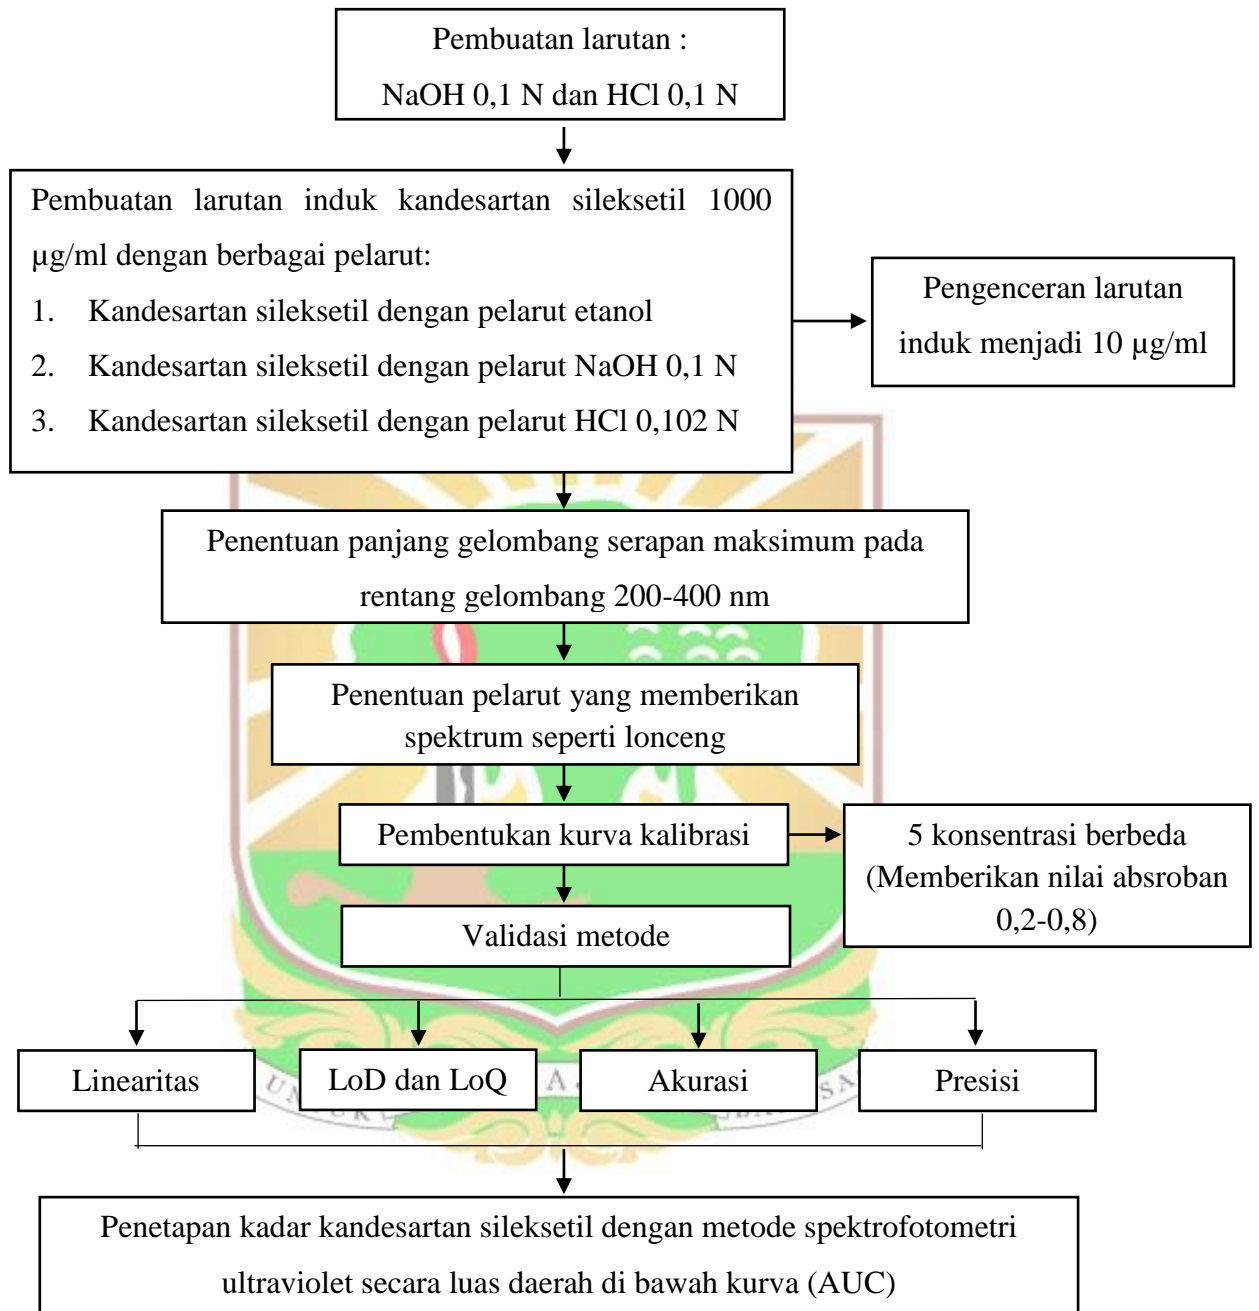 Pembuatan larutan :
NaOH 0,1 N dan HCl 0,1 N
Pembuatan larutan induk kandesartan sileksetil 1000
µg/ml dengan berbagai pelarut:
1. Kandesartan sileksetil dengan pelarut etanol
2. Kandesartan sileksetil dengan pelarut NaOH 0,1 N
3. Kandesartan sileksetil dengan pelarut HCl 0,102 N
Pengenceran larutan
induk menjadi 10 µg/ml
Penentuan panjang gelombang serapan maksimum pada
rentang gelombang 200-400 nm
Penentuan pelarut yang memberikan
spektrum seperti lonceng
Pembentukan kurva kalibrasi
5 konsentrasi berbeda
(Memberikan nilai absroban
0,2-0,8)
Validasi metode
Linearitas
LoD dan LoQ
Akurasi
Presisi
Penetapan kadar kandesartan sileksetil dengan metode spektrofotometri
ultraviolet secara luas daerah di bawah kurva (AUC)